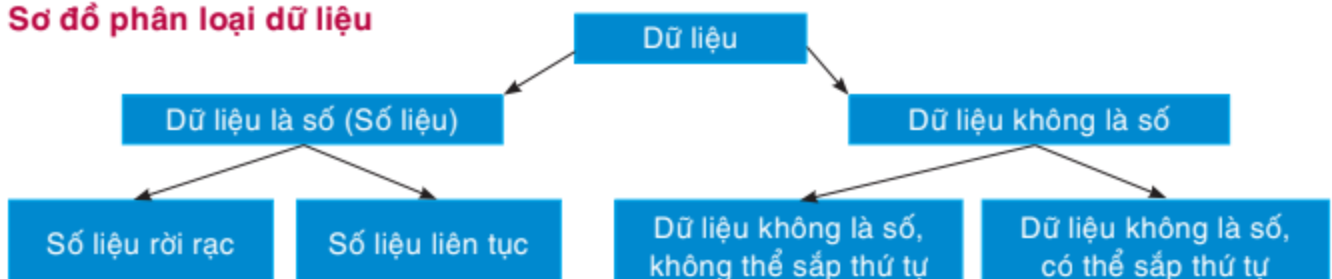 Sơ đồ phân loại dữ liệu
Dữ liệu
Dữ liệu là số (Số liệu)
Dữ liệu không là số
Số liệu rời rạc
Số liệu liên tục
Dữ liệu không là số,
không thể sắp thứ tự
Dữ liệu không là số,
có thể sắp thứ tự